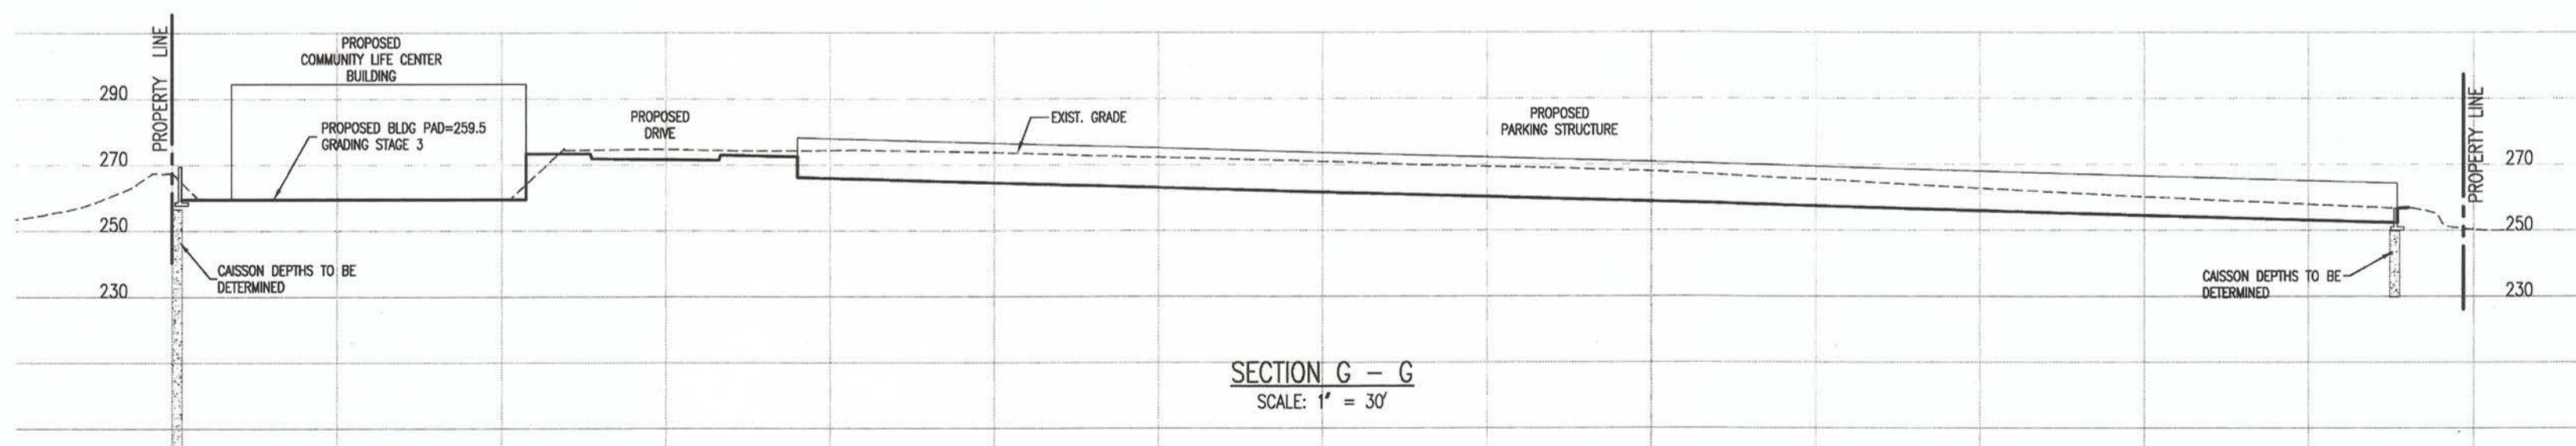 PROPERTY LINE
PROPOSED
COMMUNITY LIFE CENTER
BUILDING
290
PROPOSED BLDG PAD=259.5
GRADING STAGE 3
270
250
230
CAISSON DEPTHS TO BE
DETERMINED
PROPOSED
DRIVE
EXIST. GRADE
PROPOSED
PARKING STRUCTURE
PROPERTY LINE
290
270
250
230
CAISSON DEPTHS TO BE
DETERMINED
SECTION G - G
SCALE: 1" = 30'